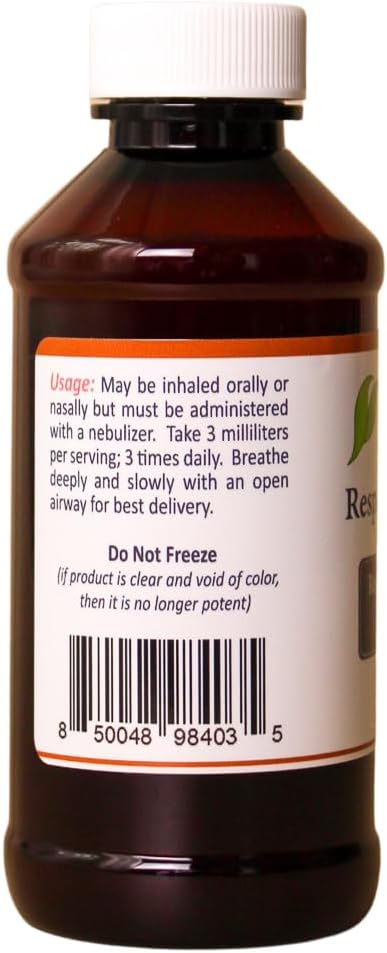 Usage: May be inhaled orally or
nasally but must be administered
with a nebulizer. Take 3 milliliters
per serving; 3 times daily. Breathe
deeply and slowly with an open
airway for best delivery.
Do Not Freeze
(if product is clear and void of color,
then it is no longer potent)
8 50048 98403 5